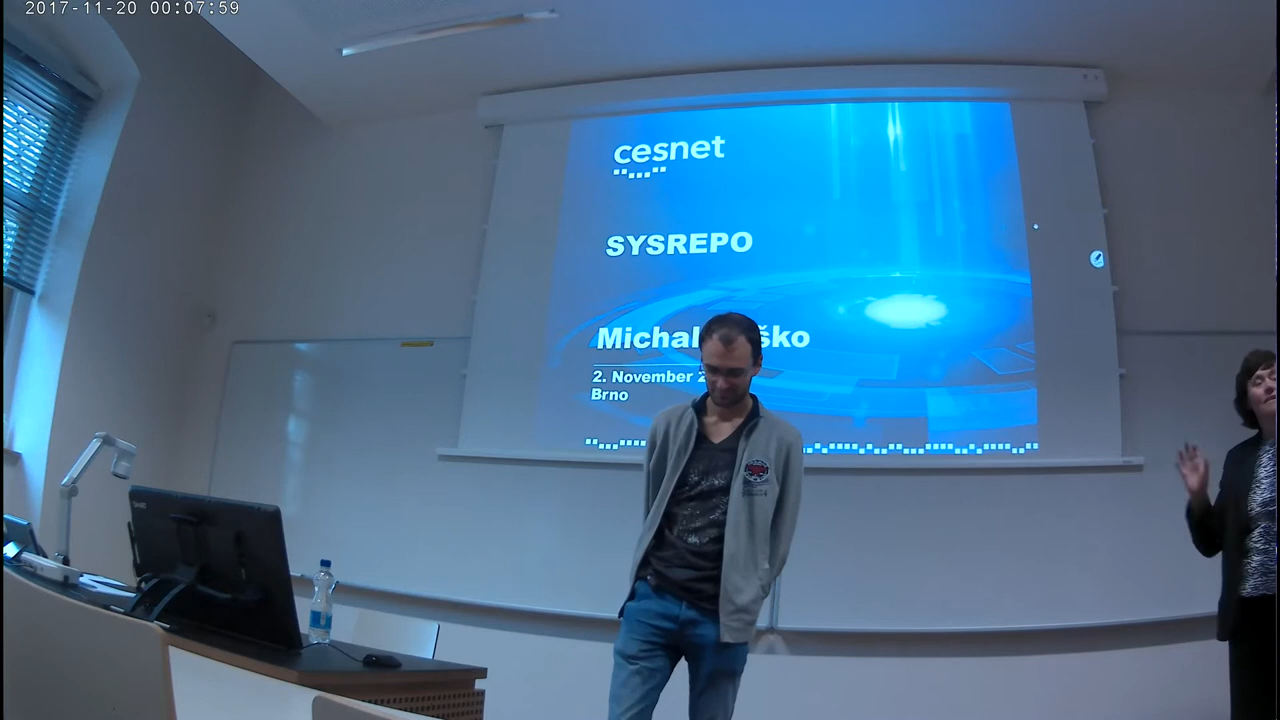 2017-11-20 00:07:59
cesnet
SYSREPO
Michal ško
2. November 2
Brno